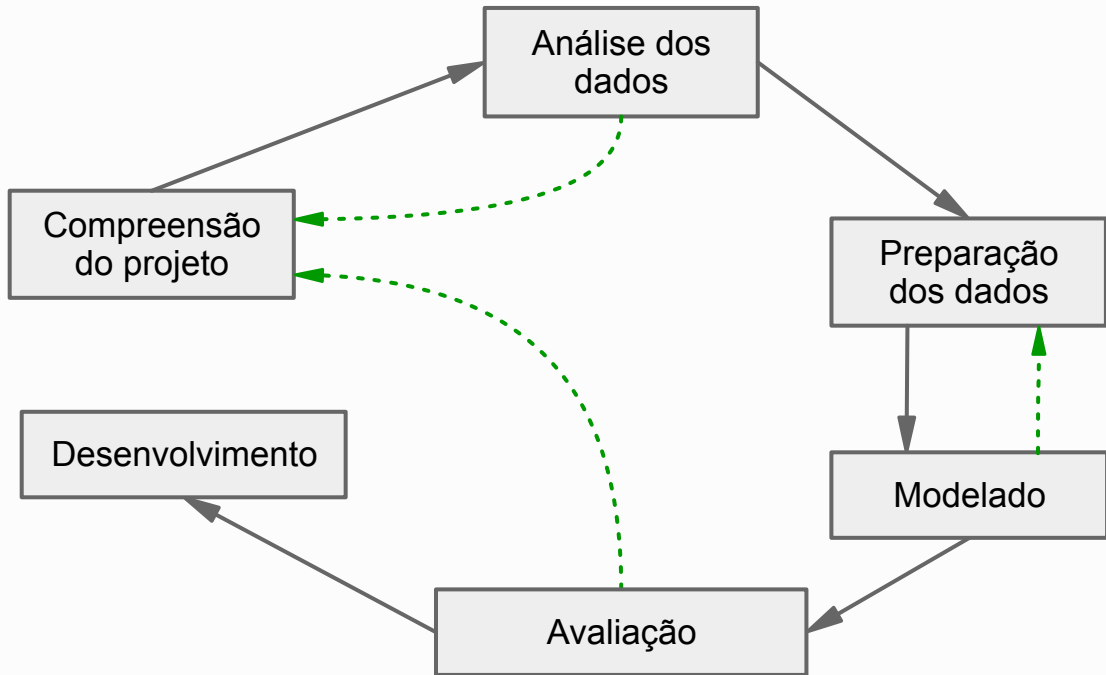 Análise dos
dados
Compreensão
do projeto
Preparação
dos dados
Desenvolvimento
Modelado
Avaliação